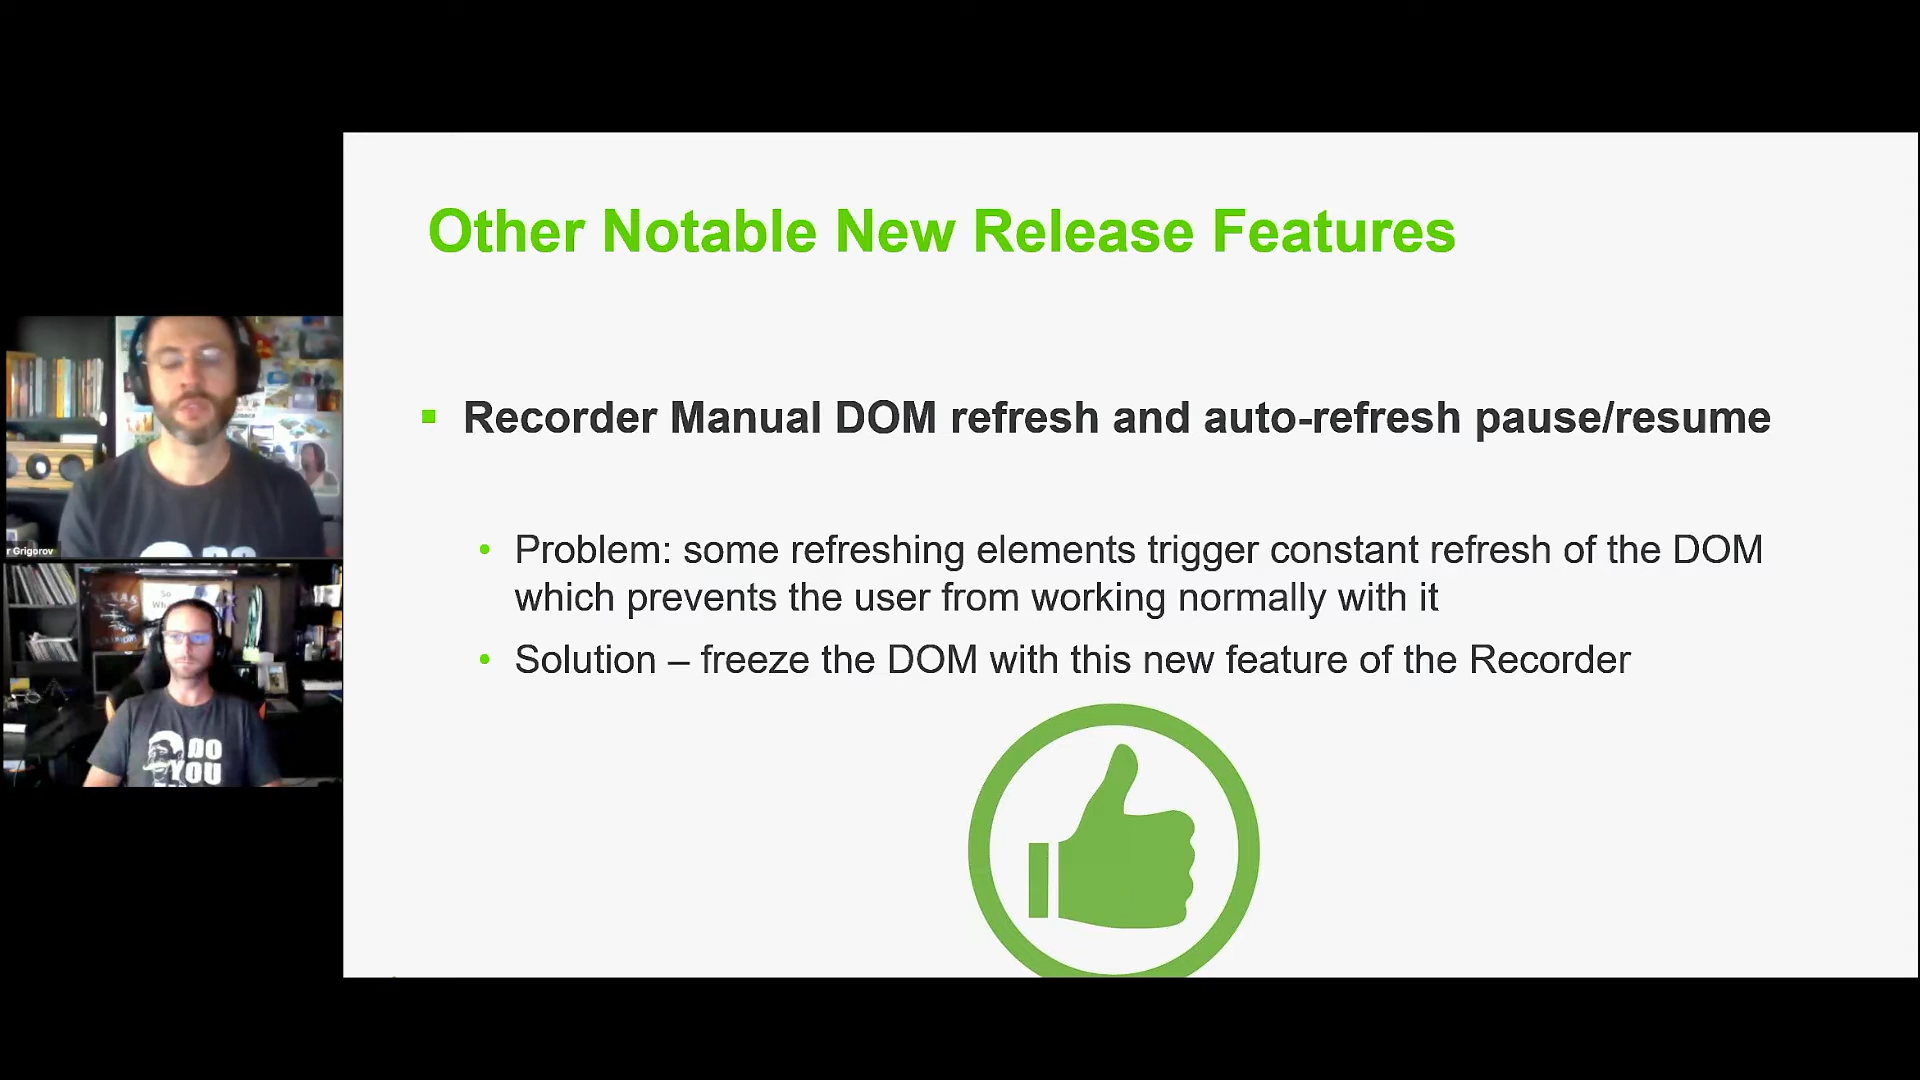 Other Notable New Release Features
Recorder Manual DOM refresh and auto-refresh pause/resume
Problem: some refreshing elements trigger constant refresh of the DOM
which prevents the user from working normally with it
Solution – freeze the DOM with this new feature of the Recorder
r Grigorov
So
DO
YOU